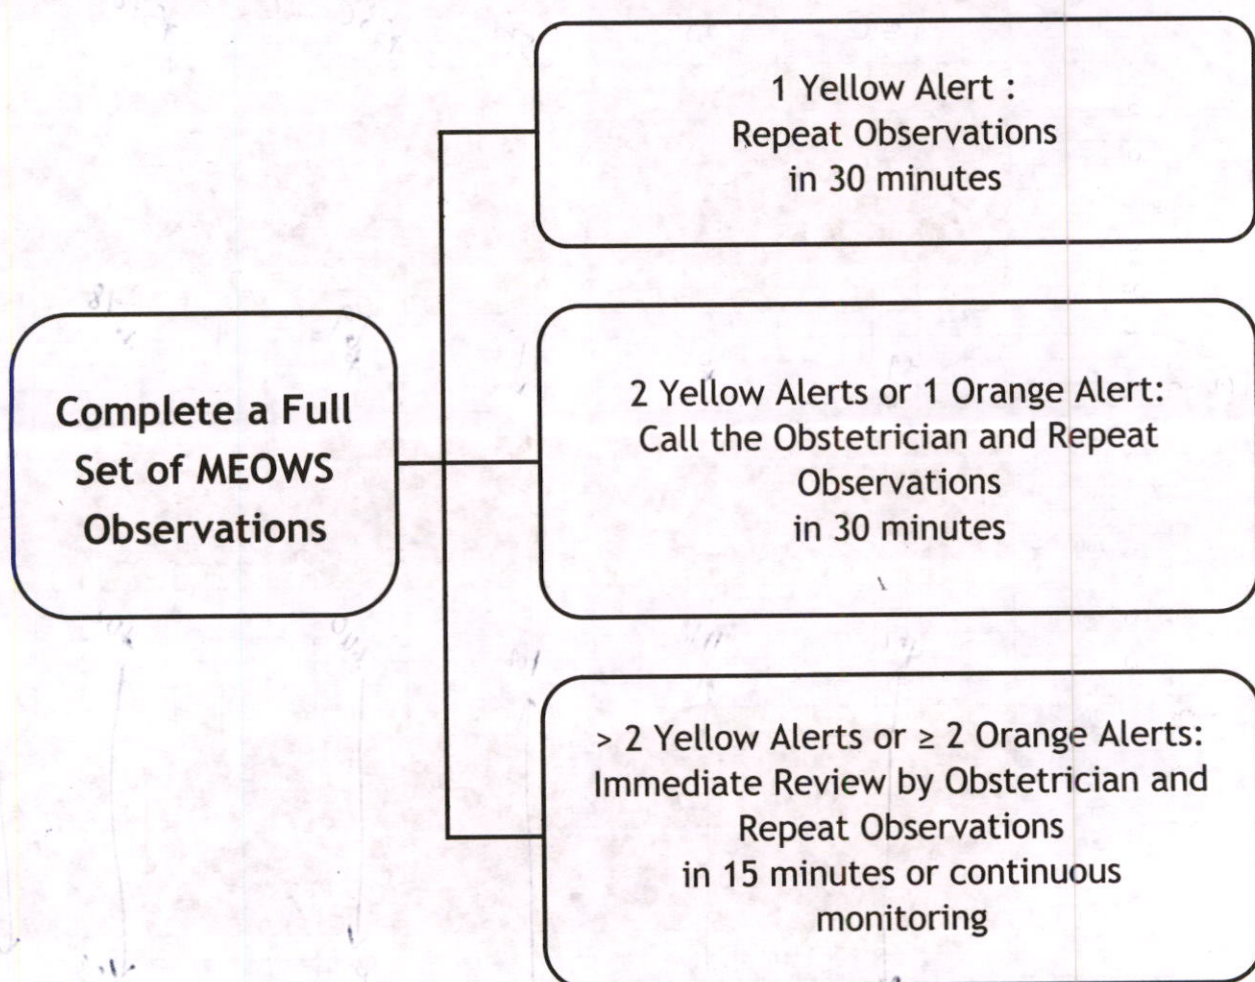 1 Yellow Alert :
Repeat Observations
in 30 minutes
Complete a Full
Set of MEOWS
Observations
2 Yellow Alerts or 1 Orange Alert:
Call the Obstetrician and Repeat
Observations
in 30 minutes
> 2 Yellow Alerts or ≥ 2 Orange Alerts:
Immediate Review by Obstetrician and
Repeat Observations
in 15 minutes or continuous
monitoring